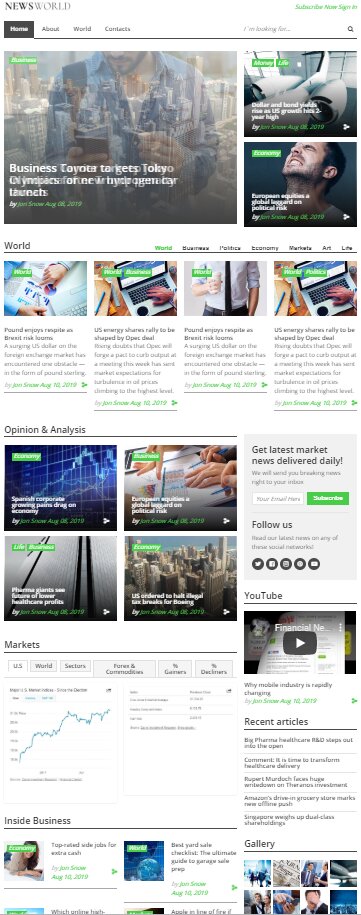 NEWSWORLD
Subscribe Now Sign In
Home
About
World
Contacts
I'm looking for...
Business
Business Toyota to gets Tokyo
Olympics for new hydrogen car
launch
by Jon Snow Aug 08, 2019
Money Life
Dollar and bond yields
rise as US growth hits 2-
year high
by Jon Snow Aug 08, 2019
Economy
European equities a
global laggard on
political risk
by Jon Snow Aug 08, 2019
World
World Business Politics Economy Markets Art Life
World
Pound enjoys respite as
Brexit risk looms
A surging US dollar on the
foreign exchange market has
encountered one obstacle —
in the form of pound sterling.
by Jon Snow Aug 10, 2019
World Business
US energy shares rally to be
shaped by Opec deal
Rising doubts that Opec will
forge a pact to curb output at
a meeting this week has sent
market expectations for
turbulence in oil prices
climbing to the highest level.
by Jon Snow Aug 10, 2019
World
Pound enjoys respite as
Brexit risk looms
A surging US dollar on the
foreign exchange market has
encountered one obstacle —
in the form of pound sterling.
by Jon Snow Aug 10, 2019
World Politics
US energy shares rally to be
shaped by Opec deal
Rising doubts that Opec will
forge a pact to curb output at
a meeting this week has sent
market expectations for
turbulence in oil prices
climbing to the highest level.
by Jon Snow Aug 10, 2019
Opinion & Analysis
Economy
Spanish corporate
growing pains drag on
economy
by Jon Snow Aug 08, 2019
Business
European equities a
global laggard on
political risk
by Jon Snow Aug 08, 2019
Life Business
Pharma giants see
future of lower
healthcare profits
by Jon Snow Aug 08, 2019
Economy
US ordered to halt illegal
tax breaks for Boeing
by Jon Snow Aug 08, 2019
Get latest market
news delivered daily!
We will send you breaking news
right to your inbox
Your Email Here
Subscribe
Follow us
Read our latest news on any of
these social networks!
YouTube
Financial Ne...
Why mobile industry is rapidly
changing
by Jon Snow Aug 10, 2019
Markets
U.S
World
Sectors
Forex &
Commodities
%
Gainers
%
Decliners
Major U.S. Market Indices - Since the Election
Recent articles
Big Pharma healthcare R&D steps out
into the open
Comment: It is time to transform
healthcare delivery
Rupert Murdoch faces huge
writedown on Theranos investment
Amazon's drive-in grocery store marks
new offline push
Singapore weighs up dual-class
shareholders
Inside Business
Economy
Top-rated side jobs for
extra cash
by Jon Snow
Aug 10, 2019
World
Best yard sale
checklist: The ultimate
guide to garage sale
prep
by Jon Snow
Aug 10, 2019
Gallery
Business
Which online high-
World
Apple in line of fire if